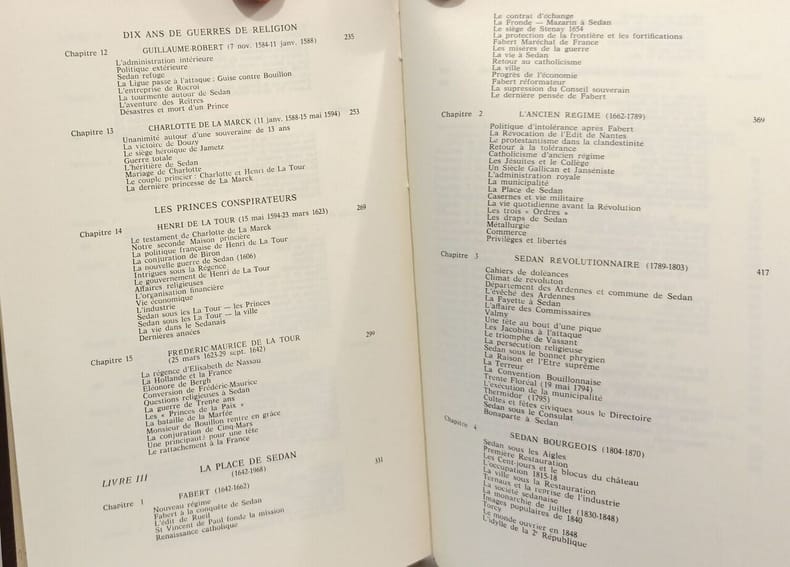 DIX ANS DE GUERRES DE RELIGION
Chapitre 12 GUILLAUME-ROBERT (7 nov. 1584-11 janv. 1588) 235
L'administration intérieure
Politique extérieure
Sedan refuge
La Ligue passe à l'attaque : Guise contre Bouillon
L'entreprise de Rocroi
La tourmente autour de Sedan
L'aventure des Reîtres
Désastres et mort d'un Prince
Chapitre 13 CHARLOTTE DE LA MARCK (11 janv. 1588-15 mai 1594) 253
Unanimité autour d'une souveraine de 13 ans
La victoire de Douzy
Le siège héroïque de Jametz
Guerre totale
L'héritière de Sedan
Mariage de Charlotte
Le couple princier : Charlotte et Henri de La Tour
La dernière princesse de La Marck
LES PRINCES CONSPIRATEURS
Chapitre 14 HENRI DE LA TOUR (15 mai 1594-23 mars 1623) 269
Le testament de Charlotte de La Marck
Notre seconde Maison princière
La politique française de Henri de La Tour
La conjuration de Biron
La nouvelle guerre de Sedan (1606)
Intrigues sous la Régence
Le gouvernement de Henri de La Tour
Affaires religieuses
L'organisation financière
Vie économique
L'industrie
Sedan sous les La Tour — les Princes
Sedan sous les La Tour — la ville
La vie dans le Sedanais
Dernières années
Chapitre 15 FREDERIC-MAURICE DE LA TOUR 299
(25 mars 1623-29 sept. 1642)
La régence d'Elisabeth de Nassau
La Hollande et la France
Eléonore de Bergh
Conversion de Frédéric-Maurice
Questions religieuses à Sedan
La guerre de Trente ans
Les « Princes de la Paix »
La bataille de la Marfée
Monsieur de Bouillon rentre en grâce
La conjuration de Cinq-Mars
Une principauté pour une tête
Le rattachement à la France
LIVRE III LA PLACE DE SEDAN
(1642-1968)
Chapitre 1 FABERT (1642-1662) 331
Nouveau régime
Fabert à la conquête de Sedan
L'édit de Rueil
St Vincent de Paul fonde la mission
Renaissance catholique
Le contrat d'échange
La Fronde — Mazarin à Sedan
Le siège de Stenay 1654
La protection de la frontière et les fortifications
Fabert Maréchal de France
Les misères de la guerre
La vie à Sedan
Retour au catholicisme
La ville
Progrès de l'économie
Fabert réformateur
La supression du Conseil souverain
Le dernière pensée de Fabert
Chapitre 2 L'ANCIEN REGIME (1662-1789) 369
Politique d'intolérance après Fabert
La Révocation de l'Edit de Nantes
Le protestantisme dans la clandestinité
Retour à la tolérance
Catholicisme d'ancien régime
Les Jésuites et le Collège
Un Siècle Gallican et Janséniste
L'administration royale
La municipalité
La Place de Sedan
Casernes et vie militaire
La vie quotidienne avant la Révolution
Les trois « Ordres »
Les draps de Sedan
Métallurgie
Commerce
Privilèges et libertés
Chapitre 3 SEDAN REVOLUTIONNAIRE (1789-1803) 417
Cahiers de doléances
Climat de révoluton
Département des Ardennes et commune de Sedan
L'évêché des Ardennes
La Fayette à Sedan
L'affaire des Commissaires
Valmy
Une tête au bout d'une pique
Les Jacobins à l'attaque
Le triomphe de Vassant
La persécution religieuse
Sedan sous le bonnet phrygien
La Raison et l'Etre suprême
La Terreur
La Convention Bouillonnaise
Trente Floréal (19 mai 1794)
L'exécution de la municipalité
Thermidor (1795)
Cultes et fêtes civiques sous le Directoire
Sedan sous le Consulat
Bonaparte à Sedan
Chapitre 4 SEDAN BOURGEOIS (1804-1870)
Sedan sous les Aigles
Première Restauration
Les Cent-jours et le blocus du château
L'occupation 1815-18
La ville sous la Restauration
Ternaux et la reprise de l'industrie
La société sedanaise
La monarchie de juillet (1830-1848)
Images populaires de 1840
Torcy
Le monde ouvrier en 1848
L'idylle de la 2e République